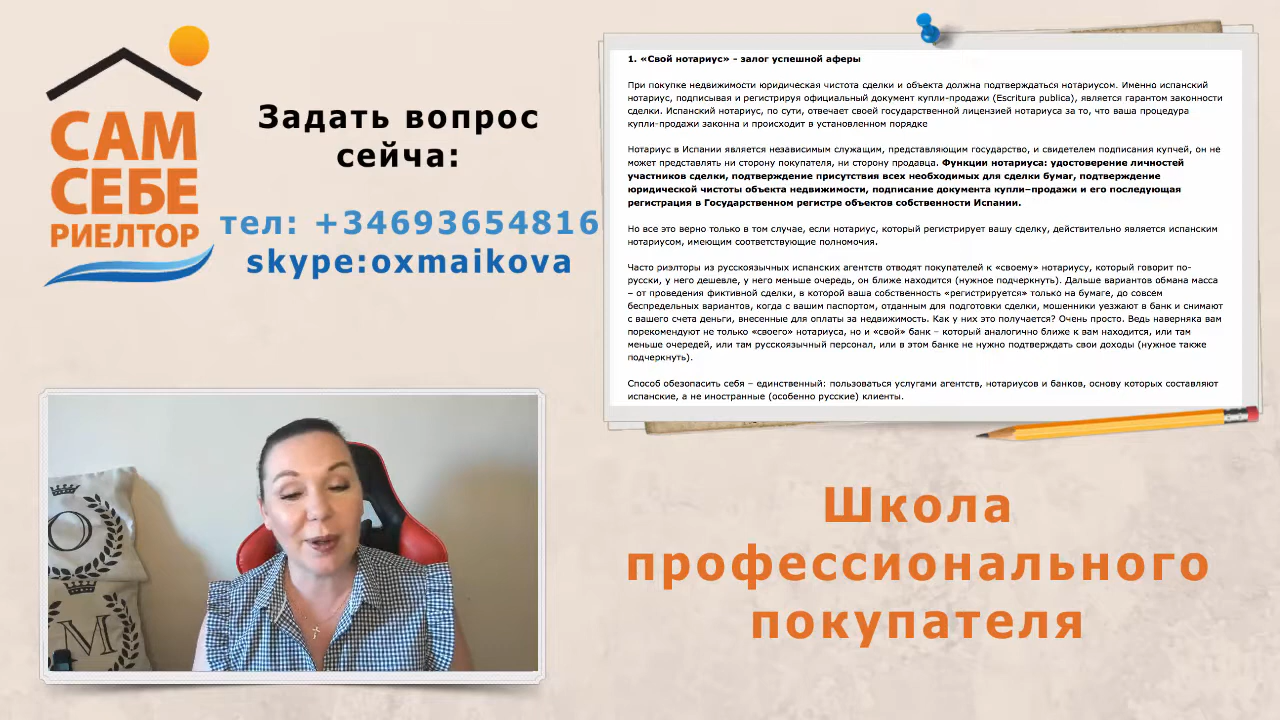 САМ
СЕБЕ
РИЕЛТОР
Задать вопрос
сейча:
тел: +34693654816
skype:oxmaikova
1. «Свой нотариус» - залог успешной аферы
При покупке недвижимости юридическая чистота сделки и объекта должна подтверждаться нотариусом. Именно испанский
нотариус, подписывая и регистрируя официальный документ купли-продажи (Escritura publica), является гарантом законности
сделки. Испанский нотариус, по сути, отвечает своей государственной лицензией нотариуса за то, что ваша процедура
купли-продажи законна и происходит в установленном порядке
Нотариус в Испании является независимым служащим, представляющим государство, и свидетелем подписания купчей, он не
может представлять ни сторону покупателя, ни сторону продавца. Функции нотариуса: удостоверение личностей
участников сделки, подтверждение присутствия всех необходимых для сделки бумаг, подтверждение
юридической чистоты объекта недвижимости, подписание документа купли–продажи и его последующая
регистрация в Государственном регистре объектов собственности Испании.
Но все это верно только в том случае, если нотариус, который регистрирует вашу сделку, действительно является испанским
нотариусом, имеющим соответствующие полномочия.
Часто риэлторы из русскоязычных испанских агентств отводят покупателей к «своему» нотариусу, который говорит по-
русски, у него дешевле, у него меньше очередь, он ближе находится (нужное подчеркнуть). Дальше вариантов обмана масса
– от проведения фиктивной сделки, в которой ваша собственность «регистрируется» только на бумаге, до совсем
беспредельных вариантов, когда с вашим паспортом, отданным для подготовки сделки, мошенники уезжают в банк и снимают
с вашего счета деньги, внесенные для оплаты за недвижимость. Как у них это получается? Очень просто. Ведь наверняка вам
порекомендуют не только «своего» нотариуса, но и «свой» банк – который аналогично ближе к вам находится, или там
меньше очередей, или там русскоязычный персонал, или в этом банке не нужно подтверждать свои доходы (нужное также
подчеркнуть).
Способ обезопасить себя – единственный: пользоваться услугами агентств, нотариусов и банков, основу которых составляют
испанские, а не иностранные (особенно русские) клиенты.
O
M
Школа
профессионального
покупателя